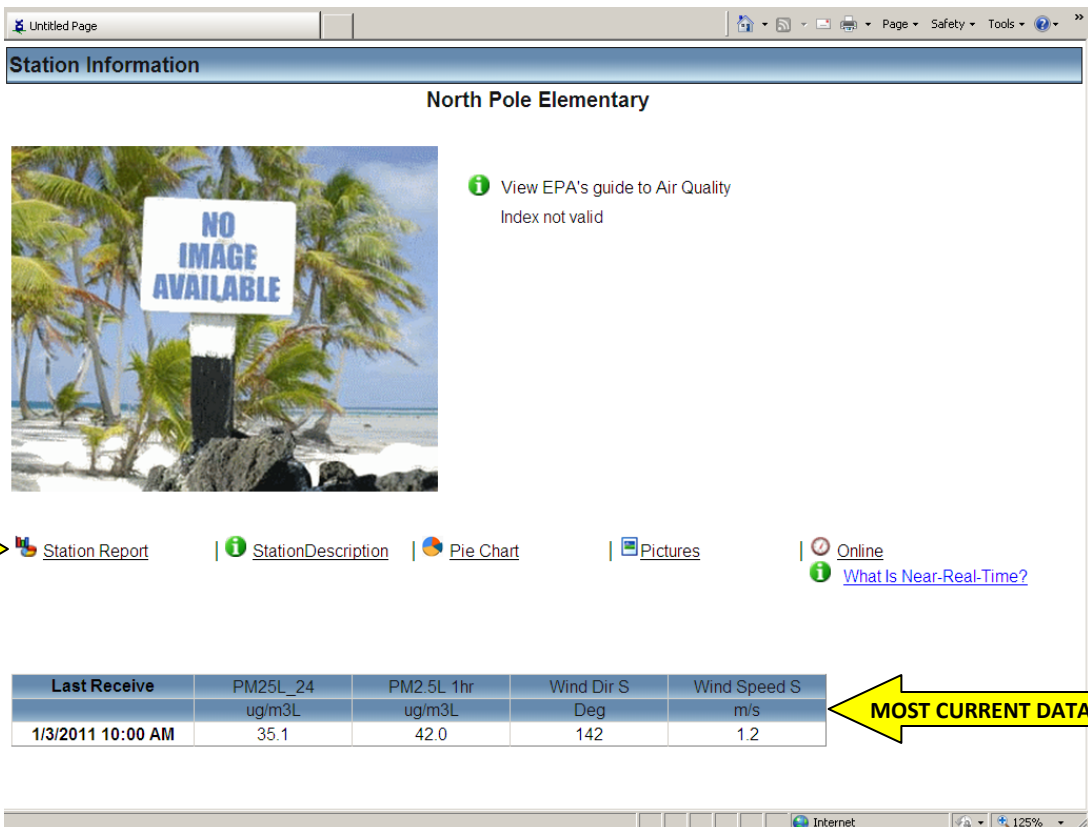 Untitled Page
Page Safety Tools
Station Information
North Pole Elementary
NO
IMAGE
AVAILABLE
View EPA's guide to Air Quality
Index not valid
Station Report | StationDescription | Pie Chart | Pictures | Online
What Is Near-Real-Time?
Last Receive PM25L_24 PM2.5L 1hr Wind Dir S Wind Speed S
ug/m3L ug/m3L Deg m/s
1/3/2011 10:00 AM 35.1 42.0 142 1.2
MOST CURRENT DATA
Internet 125%